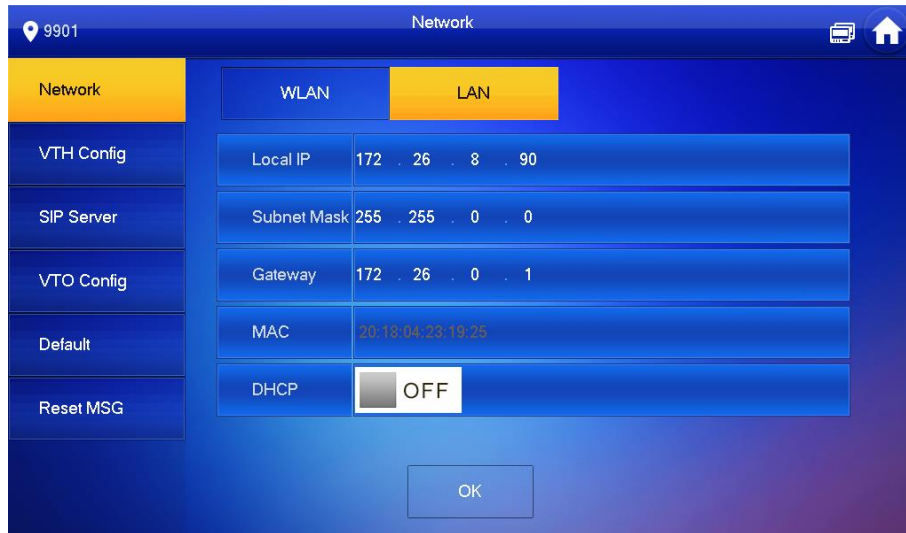 9901
Network
Network
WLAN
LAN
VTH Config
Local IP 172 . 26 . 8 . 90
SIP Server
Subnet Mask 255 . 255 . 0 . 0
VTO Config
Gateway 172 . 26 . 0 . 1
Default
MAC 20:18:04:23:19:25
Reset MSG
DHCP OFF
OK